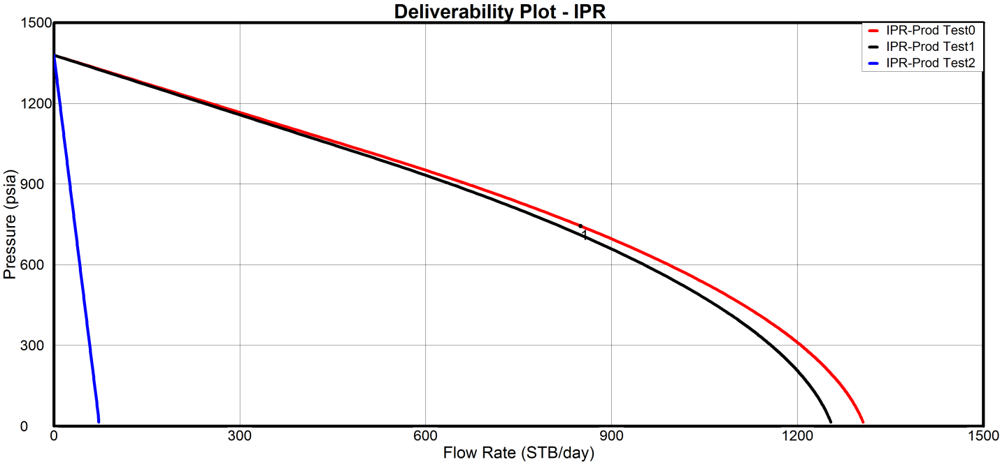 Deliverability Plot - IPR
1500
IPR-Prod Test0
IPR-Prod Test1
IPR-Prod Test2
1200
900
Pressure (psia)
1
600
300
0
0 300 600 900 1200 1500
Flow Rate (STB/day)